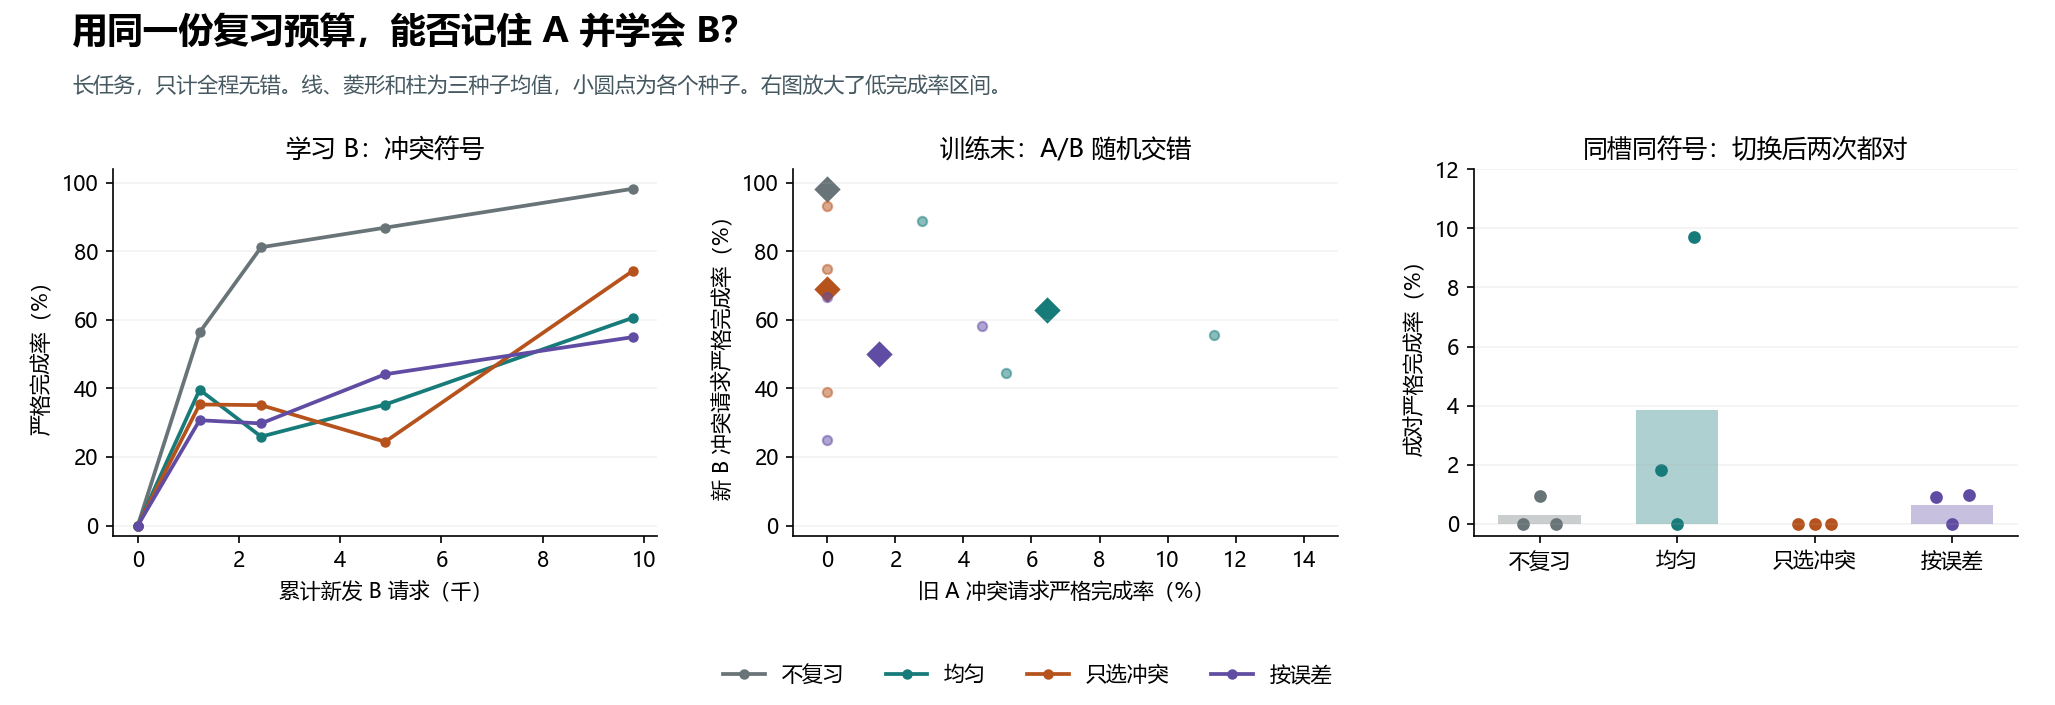 用同一份复习预算，能否记住 A 并学会 B？
长任务，只计全程无错。线、菱形和柱为三种子均值，小圆点为各个种子。右图放大了低完成率区间。
学习 B：冲突符号
严格完成率（%）
100
80
60
40
20
0
0 2 4 6 8 10
累计新发 B 请求（千）
训练末：A/B 随机交错
新 B 冲突请求严格完成率（%）
100
80
60
40
20
0
0 2 4 6 8 10 12 14
旧 A 冲突请求严格完成率（%）
同槽同符号：切换后两次都对
成对严格完成率（%）
12
10
8
6
4
2
0
不复习 均匀 只选冲突 按误差
不复习 均匀 只选冲突 按误差